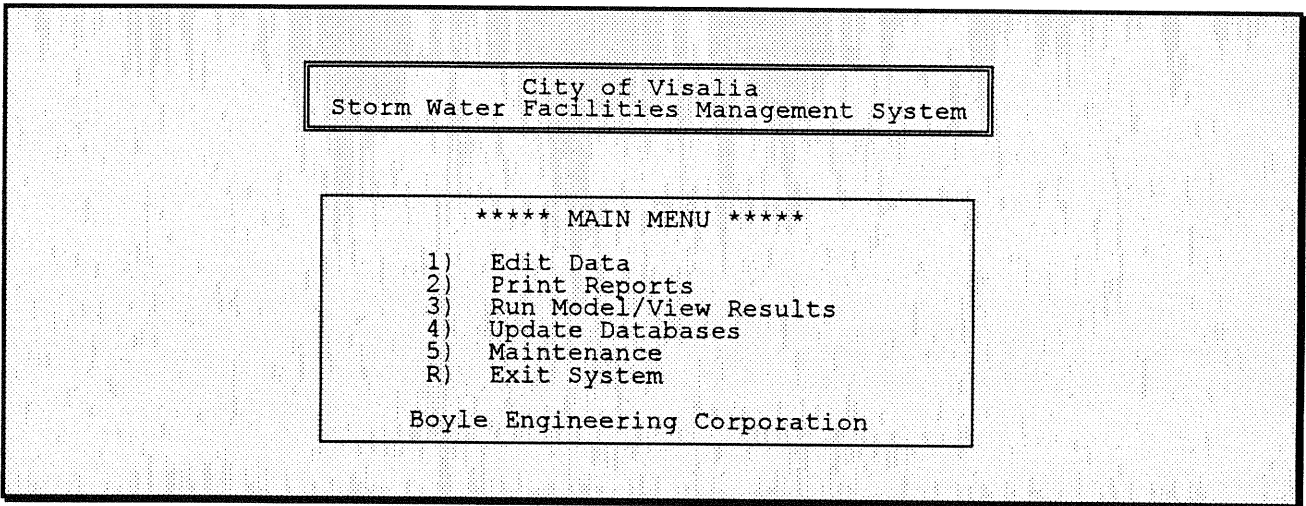 City of Visalia
Storm Water Facilities Management System
***** MAIN MENU *****
1) Edit Data
2) Print Reports
3) Run Model/View Results
4) Update Databases
5) Maintenance
R) Exit System
Boyle Engineering Corporation